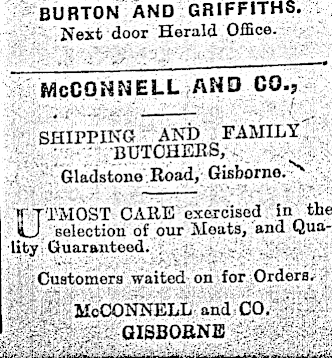 BURTON AND GRIFFITHS.
Next door Herald Office.
McCONNELL AND CO.,
SHIPPING AND FAMILY
BUTCHERS,
Gladstone Road, Gisborne.
UTMOST CARE exercised in the
selection of our Meats, and Qua-
lity Guaranteed.
Customers waited on for Orders.
McCONNELL and CO.
GISBORNE